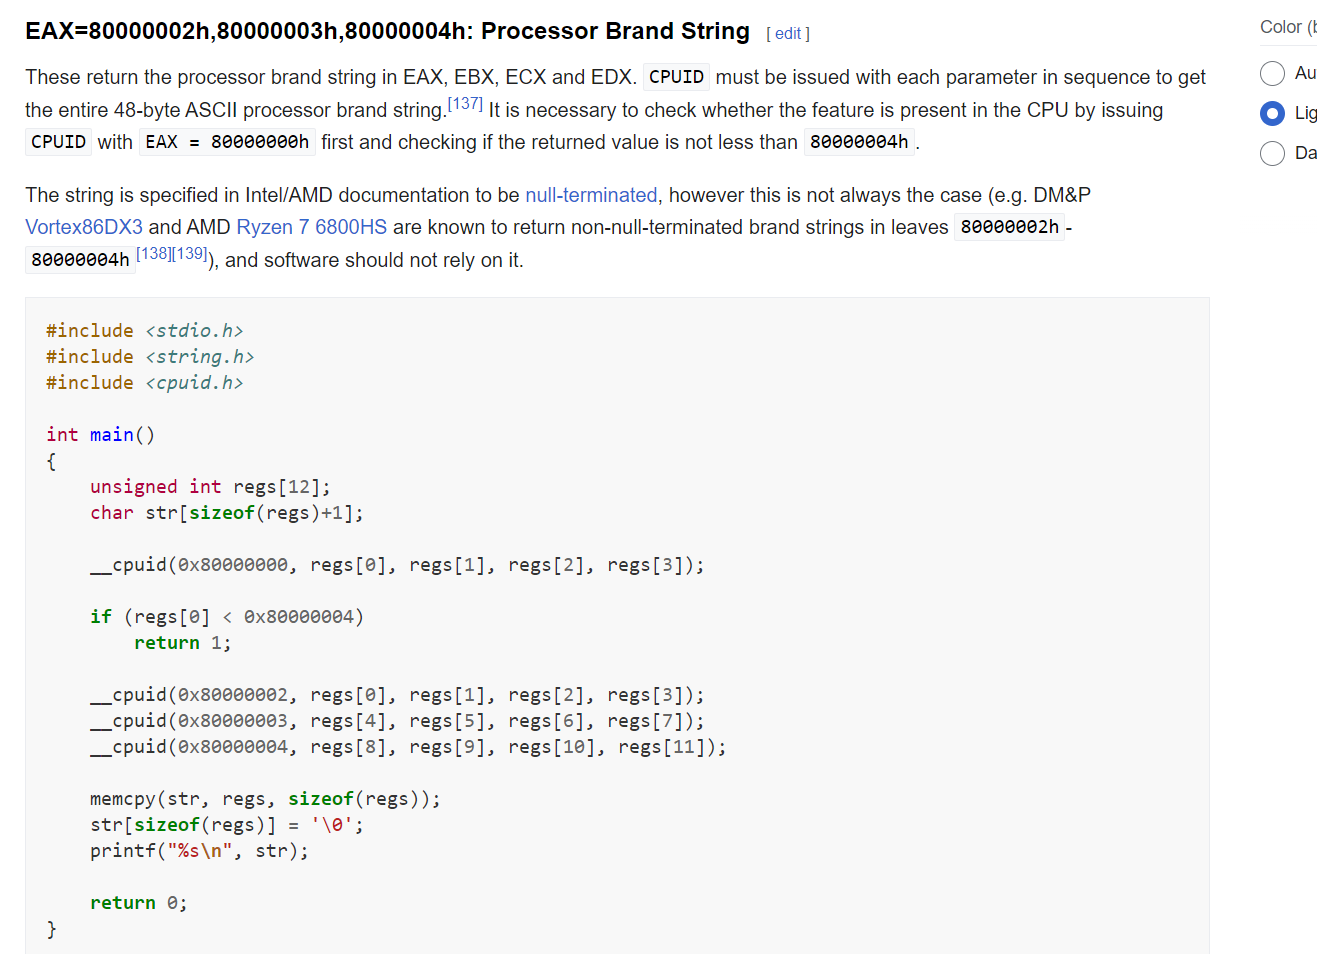 EAX=80000002h,80000003h,80000004h: Processor Brand String [ edit ]
These return the processor brand string in EAX, EBX, ECX and EDX. CPUID must be issued with each parameter in sequence to get
the entire 48-byte ASCII processor brand string.[137] It is necessary to check whether the feature is present in the CPU by issuing
CPUID with EAX = 80000000h first and checking if the returned value is not less than 80000004h.
The string is specified in Intel/AMD documentation to be null-terminated, however this is not always the case (e.g. DM&P
Vortex86DX3 and AMD Ryzen 7 6800HS are known to return non-null-terminated brand strings in leaves 80000002h-
80000004h[138][139]), and software should not rely on it.
#include <stdio.h>
#include <string.h>
#include <cpuid.h>
int main()
{
    unsigned int regs[12];
    char str[sizeof(regs)+1];
    __cpuid(0x80000000, regs[0], regs[1], regs[2], regs[3]);
    if (regs[0] < 0x80000004)
        return 1;
    __cpuid(0x80000002, regs[0], regs[1], regs[2], regs[3]);
    __cpuid(0x80000003, regs[4], regs[5], regs[6], regs[7]);
    __cpuid(0x80000004, regs[8], regs[9], regs[10], regs[11]);
    memcpy(str, regs, sizeof(regs));
    str[sizeof(regs)] = '\0';
    printf("%s\n", str);
    return 0;
}
Color (b
Au
Lig
Da